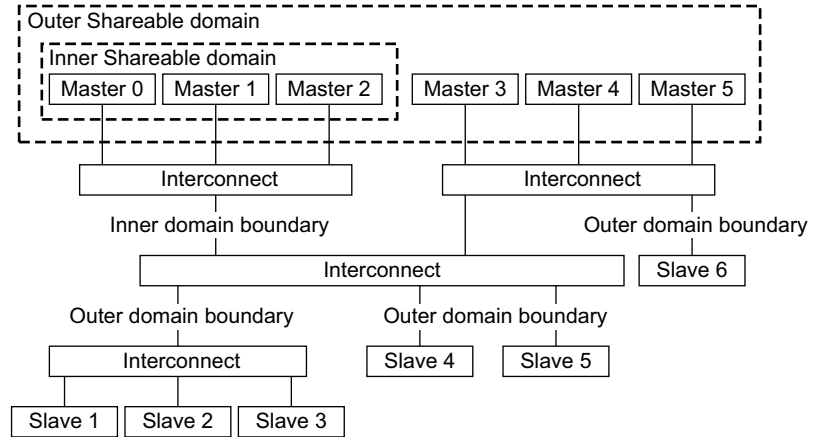 Outer Shareable domain
Inner Shareable domain
Master 0 Master 1 Master 2 Master 3 Master 4 Master 5
Interconnect Interconnect
Inner domain boundary Outer domain boundary
Interconnect Slave 6
Outer domain boundary Outer domain boundary
Interconnect Slave 4 Slave 5
Slave 1 Slave 2 Slave 3